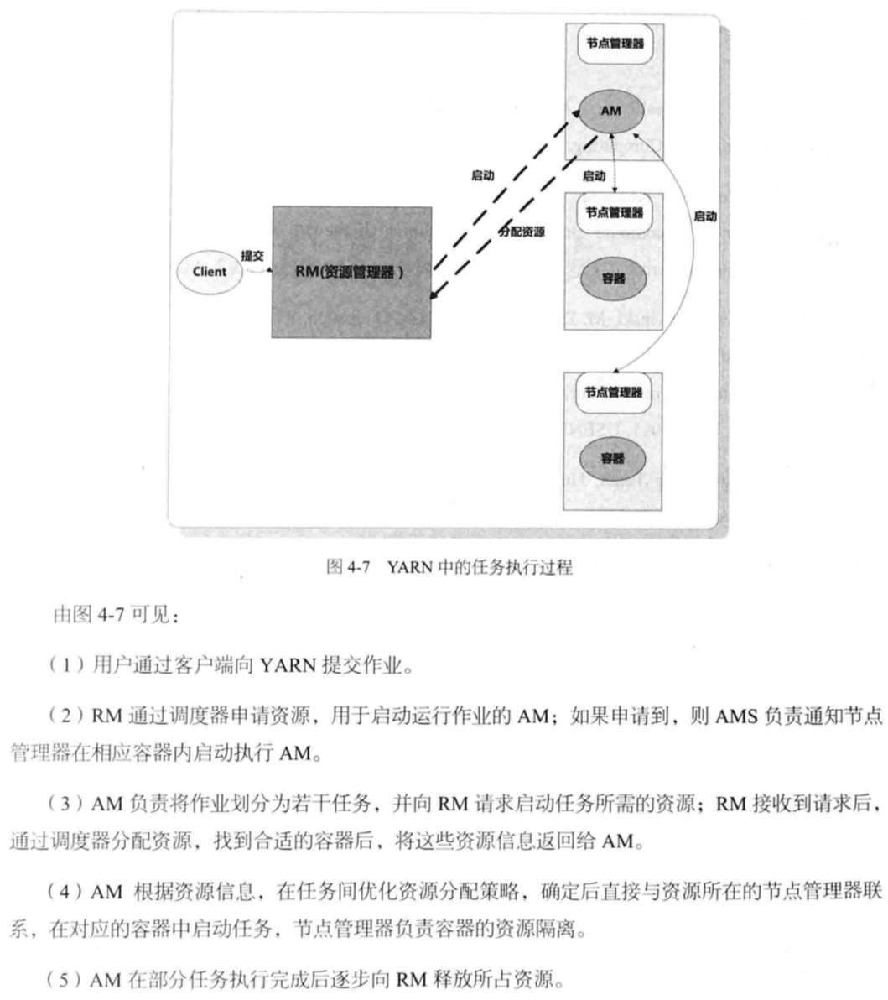 节点管理器
AM
启动
启动
节点管理器
启动
分配资源
提交
Client
RM(资源管理器)
容器
节点管理器
容器
图 4-7 YARN 中的任务执行过程
由图 4-7 可见：
（1）用户通过客户端向 YARN 提交作业。
（2）RM 通过调度器申请资源，用于启动运行作业的 AM；如果申请到，则 AMS 负责通知节点
管理器在相应容器内启动执行 AM。
（3）AM 负责将作业划分为若干任务，并向 RM 请求启动任务所需的资源；RM 接收到请求后，
通过调度器分配资源，找到合适的容器后，将这些资源信息返回给 AM。
（4）AM 根据资源信息，在任务间优化资源分配策略，确定后直接与资源所在的节点管理器联
系，在对应的容器中启动任务，节点管理器负责容器的资源隔离。
（5）AM 在部分任务执行完成后逐步向 RM 释放所占资源。